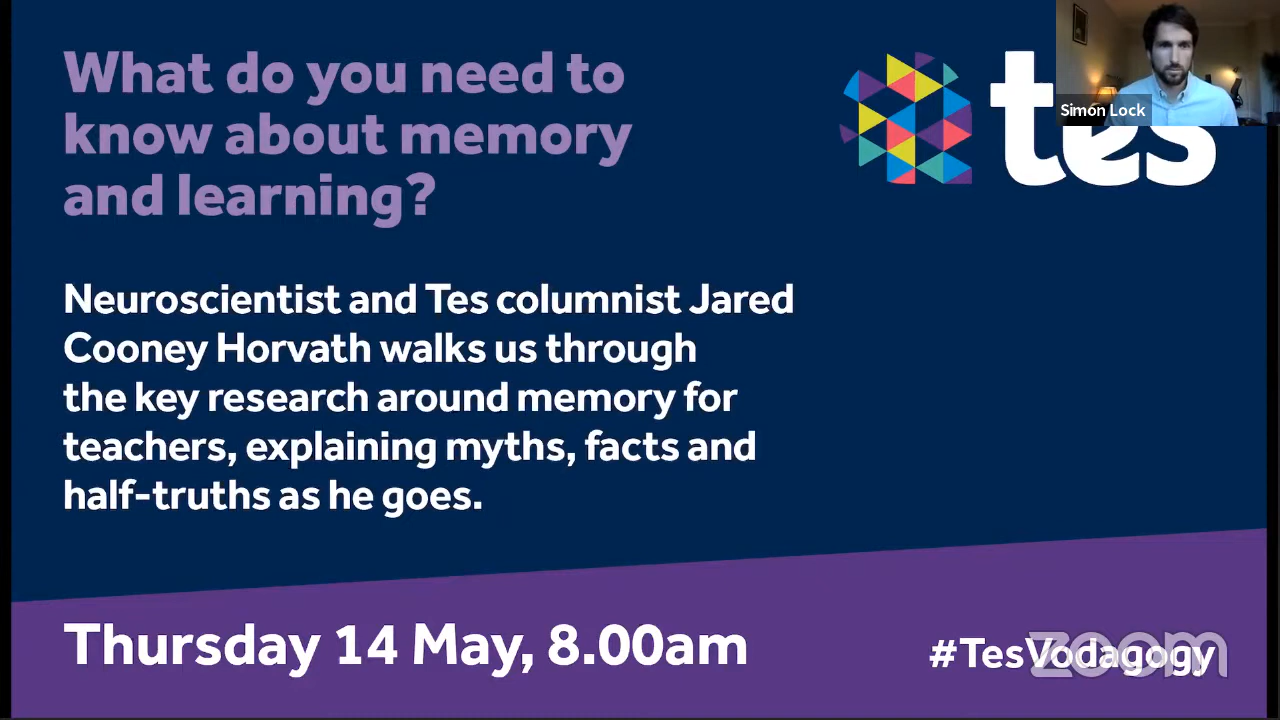 What do you need to
know about memory
and learning?
tes
Simon Lock
Neuroscientist and Tes columnist Jared
Cooney Horvath walks us through
the key research around memory for
teachers, explaining myths, facts and
half-truths as he goes.
Thursday 14 May, 8.00am
#TesVodagogy
zoom